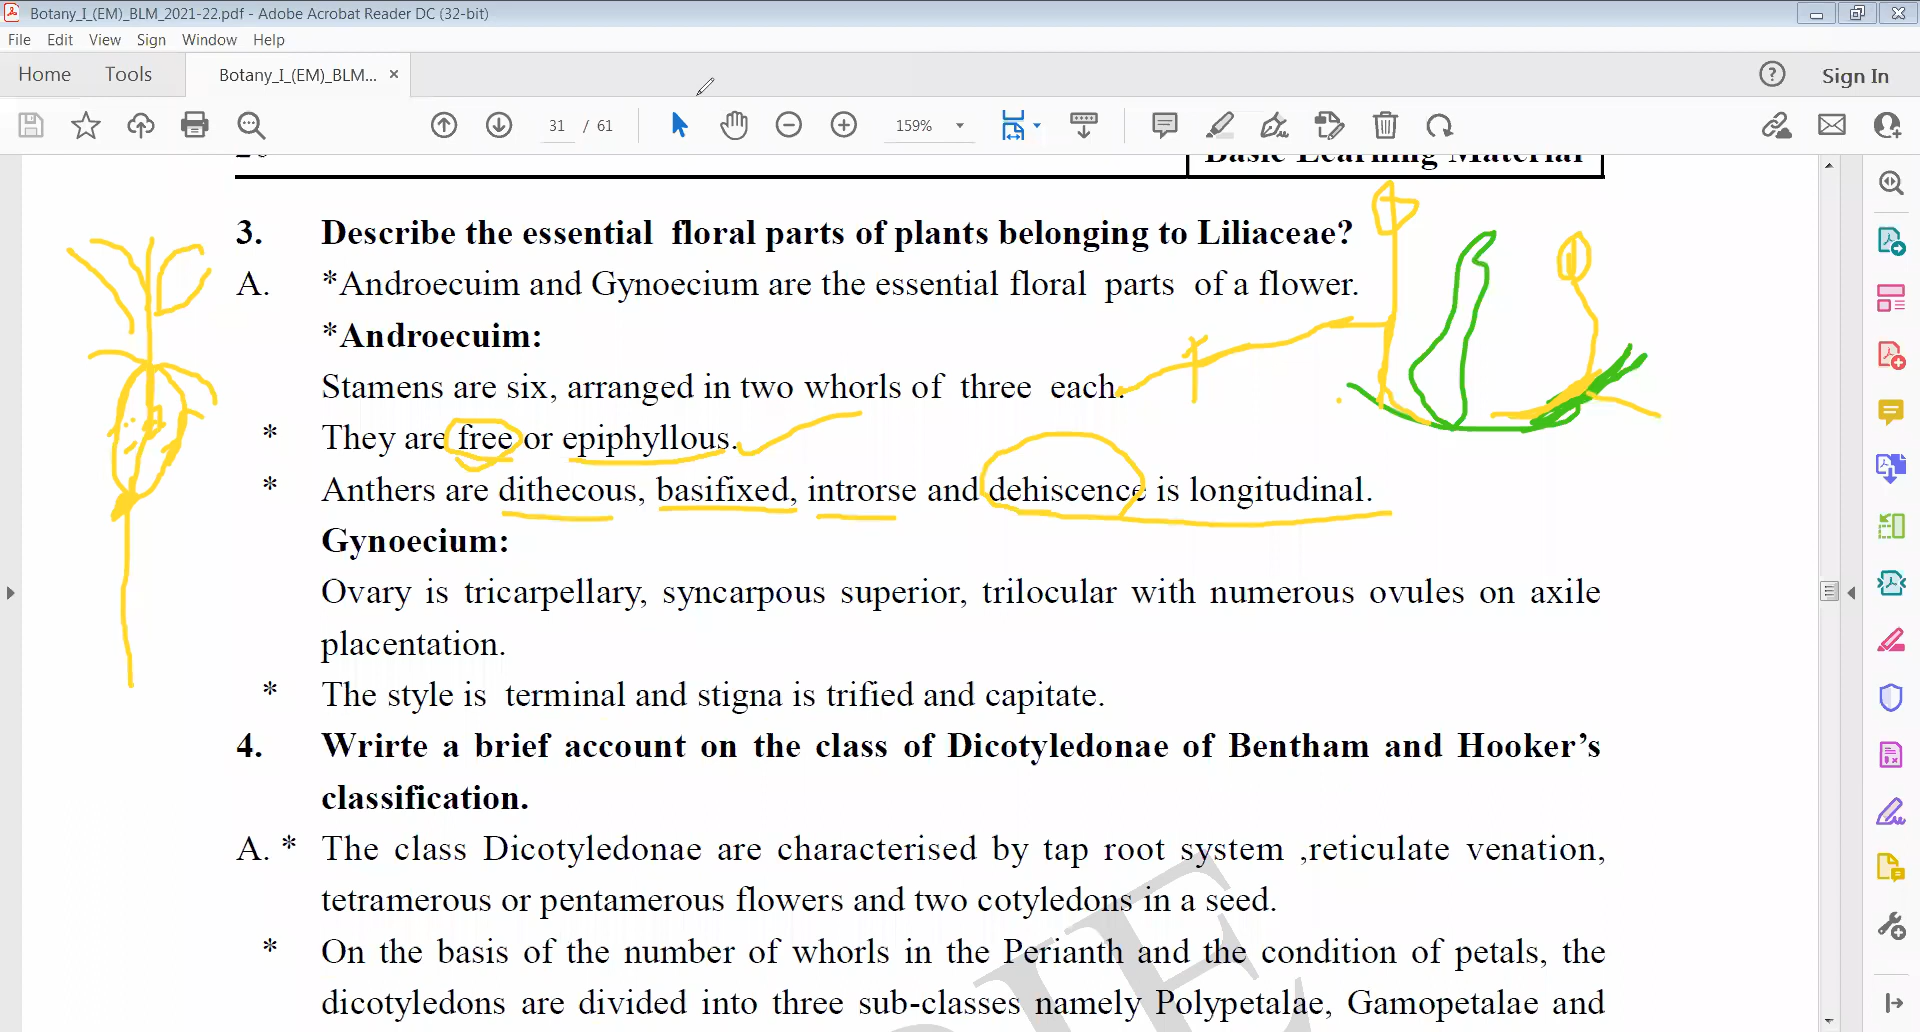 Botany_I_(EM)_BLM_2021-22.pdf - Adobe Acrobat Reader DC (32-bit)
File Edit View Sign Window Help
Home Tools Botany_I_(EM)_BLM... × Sign In
31 / 61 159%
Basic Learning Material
3. Describe the essential floral parts of plants belonging to Liliaceae?
A. *Androecuim and Gynoecium are the essential floral parts of a flower.
*Androecuim:
Stamens are six, arranged in two whorls of three each.
* They are free or epiphyllous.
* Anthers are dithecous, basifixed, introrse and dehiscence is longitudinal.
Gynoecium:
Ovary is tricarpellary, syncarpous superior, trilocular with numerous ovules on axile
placentation.
* The style is terminal and stigna is trified and capitate.
4. Wrirte a brief account on the class of Dicotyledonae of Bentham and Hooker’s
classification.
A. * The class Dicotyledonae are characterised by tap root system ,reticulate venation,
tetramerous or pentamerous flowers and two cotyledons in a seed.
* On the basis of the number of whorls in the Perianth and the condition of petals, the
dicotyledons are divided into three sub-classes namely Polypetalae, Gamopetalae and